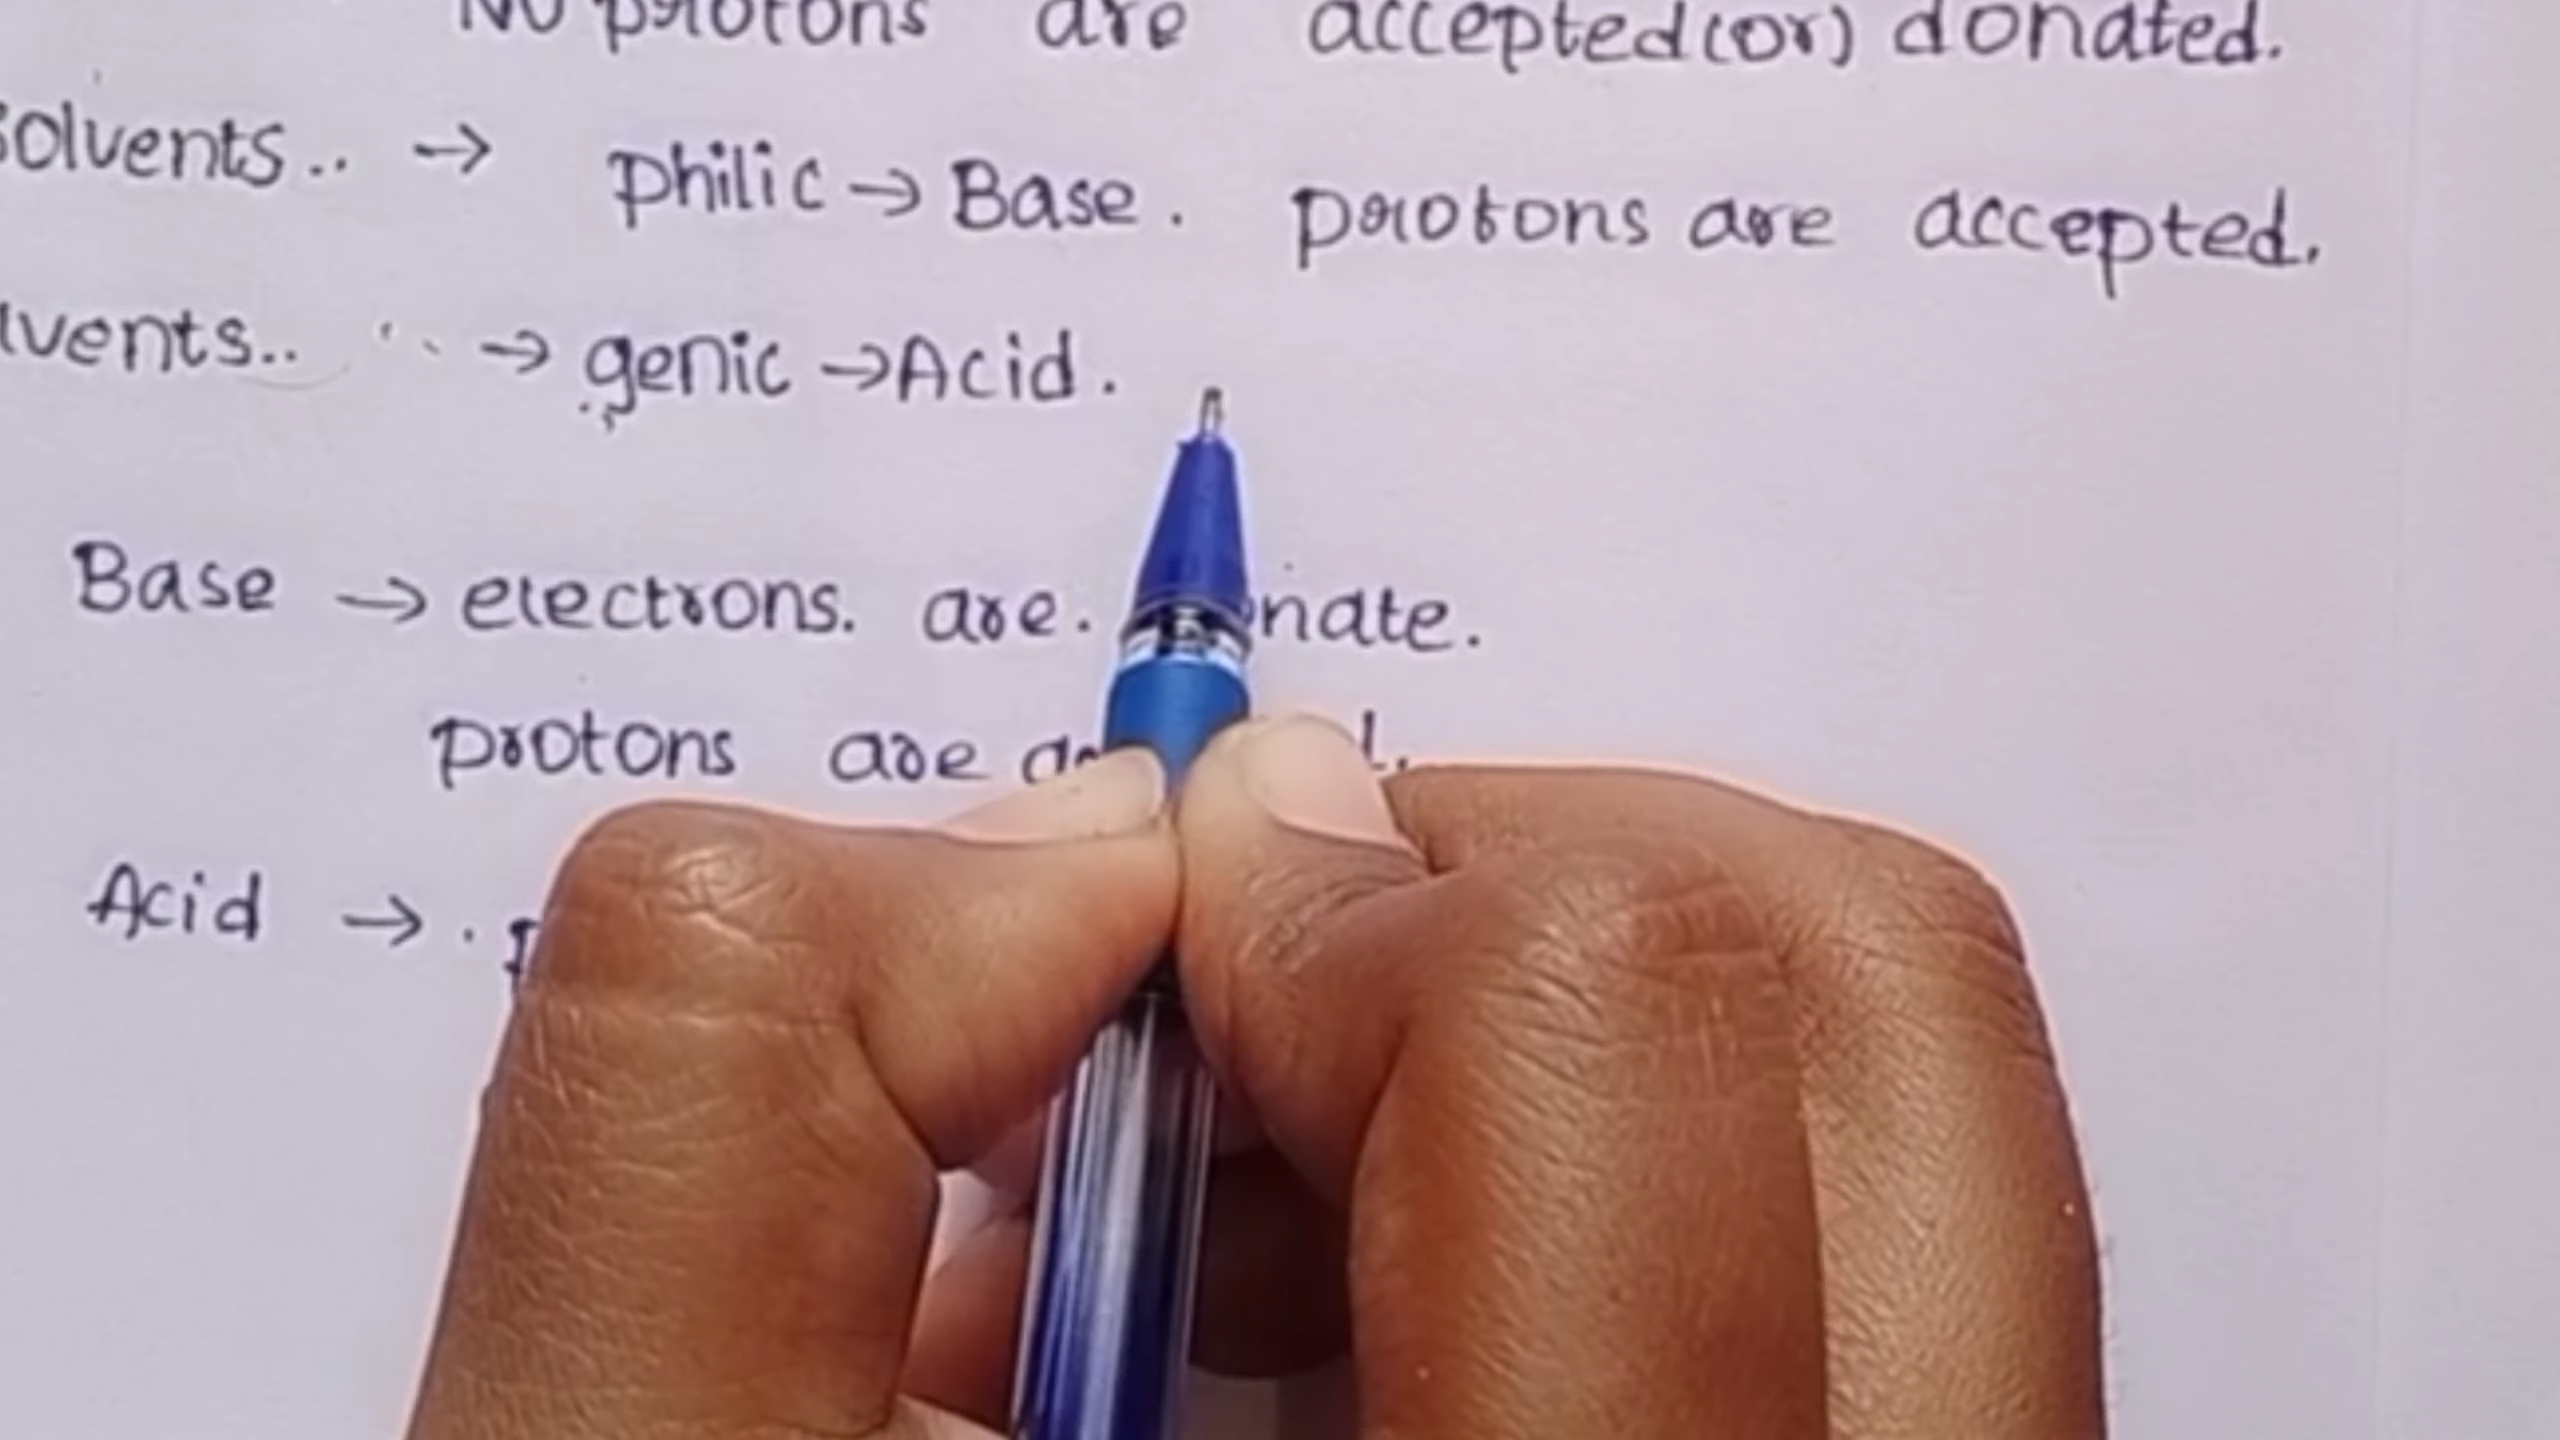 No protons are accepted(or) donated.
solvents.. → philic → Base. protons are accepted.
lvents.. → genic → Acid.
Base → electrons. are. nate.
protons are
Acid → .